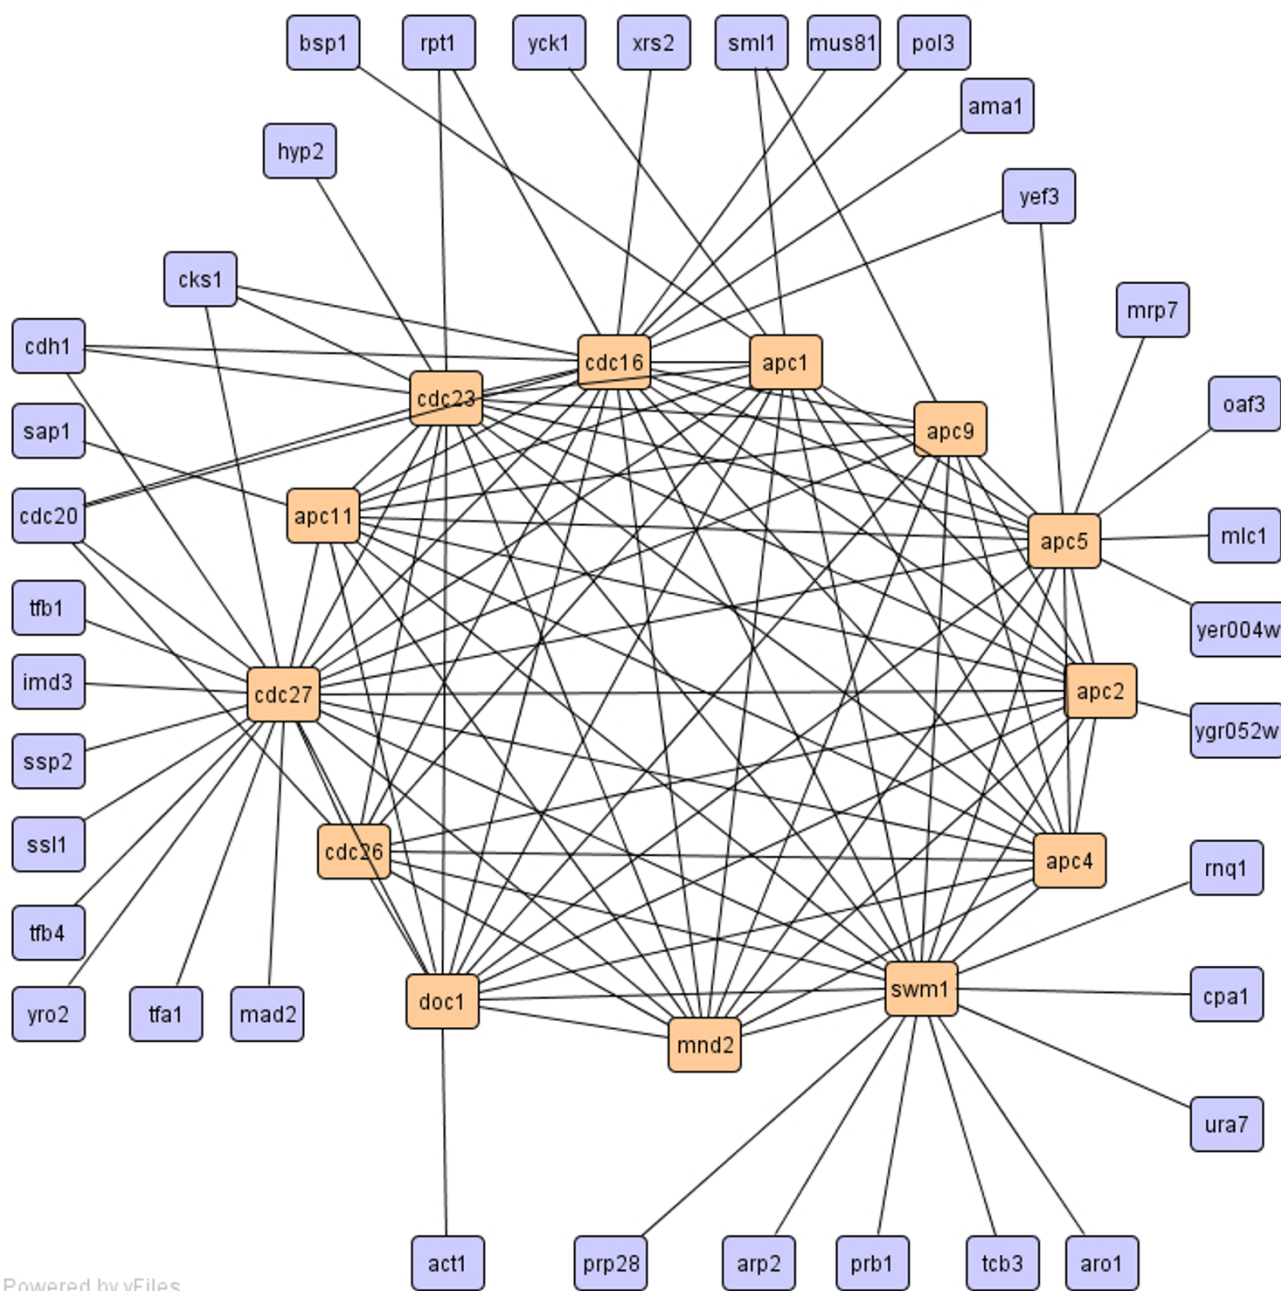 bsp1 rpt1 yck1 xrs2 sml1 mus81 pol3
ama1
hyp2
yef3
cks1
mrp7
cdh1
cdc16 apc1
cdc23
oaf3
sap1
apc9
cdc20
apc11
mlc1
apc5
tfb1
yer004w
imd3
cdc27
apc2
ygr052w
ssp2
ssl1
cdc26
apc4
rnq1
tfb4
swm1
cpa1
doc1
yro2 tfa1 mad2
mnd2
ura7
act1 prp28 arp2 prb1 tcb3 aro1
Powered by yFiles